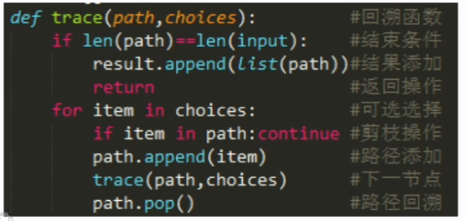 def trace(path,choices): #回溯函数
    if len(path)==len(input): #结束条件
        result.append(list(path))#结果添加
        return #返回操作
    for item in choices: #可选选择
        if item in path:continue #剪枝操作
        path.append(item) #路径添加
        trace(path,choices) #下一节点
        path.pop() #路径回溯